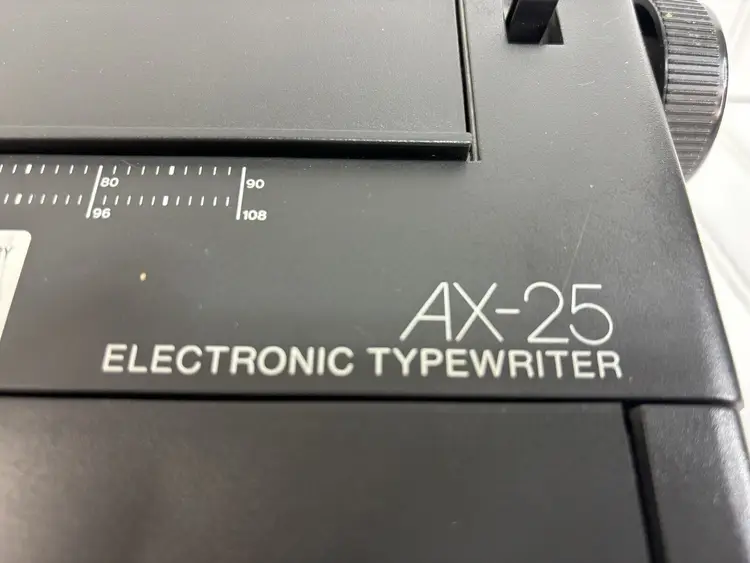 80 90
96 108
AX-25
ELECTRONIC TYPEWRITER